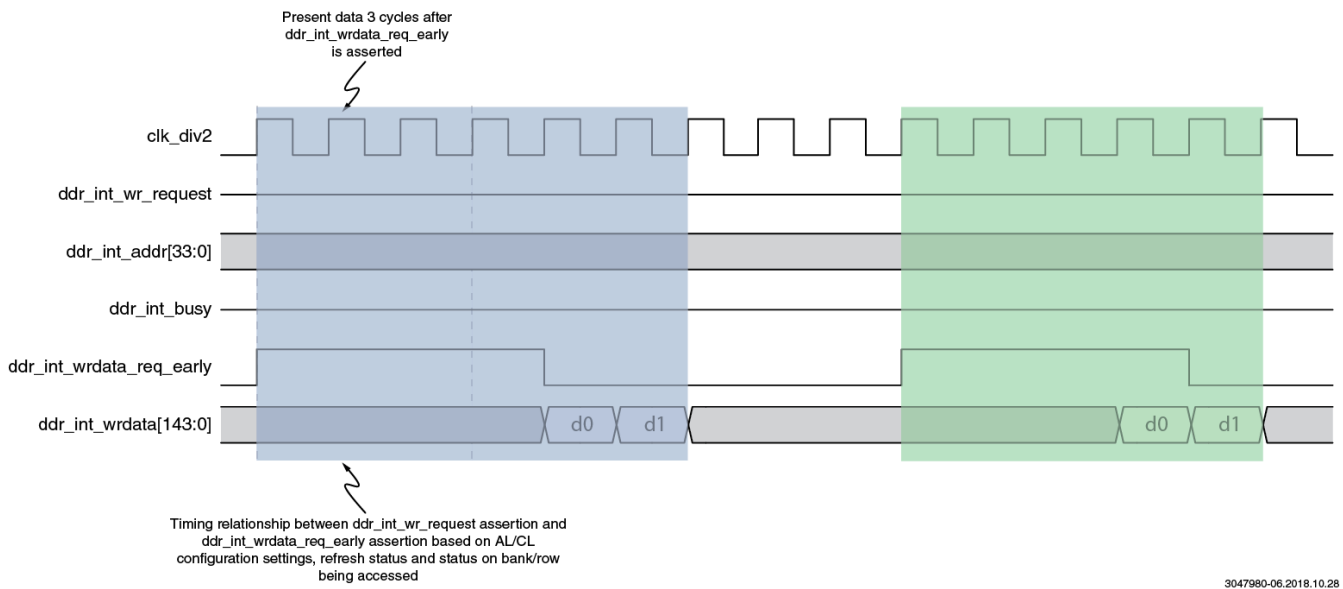 Present data 3 cycles after
ddr_int_wrdata_req_early
is asserted
clk_div2
ddr_int_wr_request
ddr_int_addr[33:0]
ddr_int_busy
ddr_int_wrdata_req_early
ddr_int_wrdata[143:0]
d0
d1
d0
d1
Timing relationship between ddr_int_wr_request assertion and
ddr_int_wrdata_req_early assertion based on AL/CL
configuration settings, refresh status and status on bank/row
being accessed
3047980-06.2018.10.28